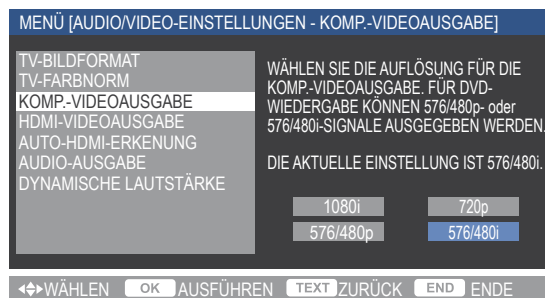 MENÜ [AUDIO/VIDEO-EINSTELLUNGEN - KOMP.-VIDEOAUSGABE]
TV-BILDFORMAT
TV-FARBNORM
KOMP.-VIDEOAUSGABE
HDMI-VIDEOAUSGABE
AUTO-HDMI-ERKENUNG
AUDIO-AUSGABE
DYNAMISCHE LAUTSTÄRKE
WÄHLEN SIE DIE AUFLÖSUNG FÜR DIE
KOMP.-VIDEOAUSGABE. FÜR DVD-
WIEDERGABE KÖNNEN 576/480p- oder
576/480i-SIGNALE AUSGEGEBEN WERDEN.
DIE AKTUELLE EINSTELLUNG IST 576/480i.
1080i 720p
576/480p 576/480i
WÄHLEN OK AUSFÜHREN TEXT ZURÜCK END ENDE